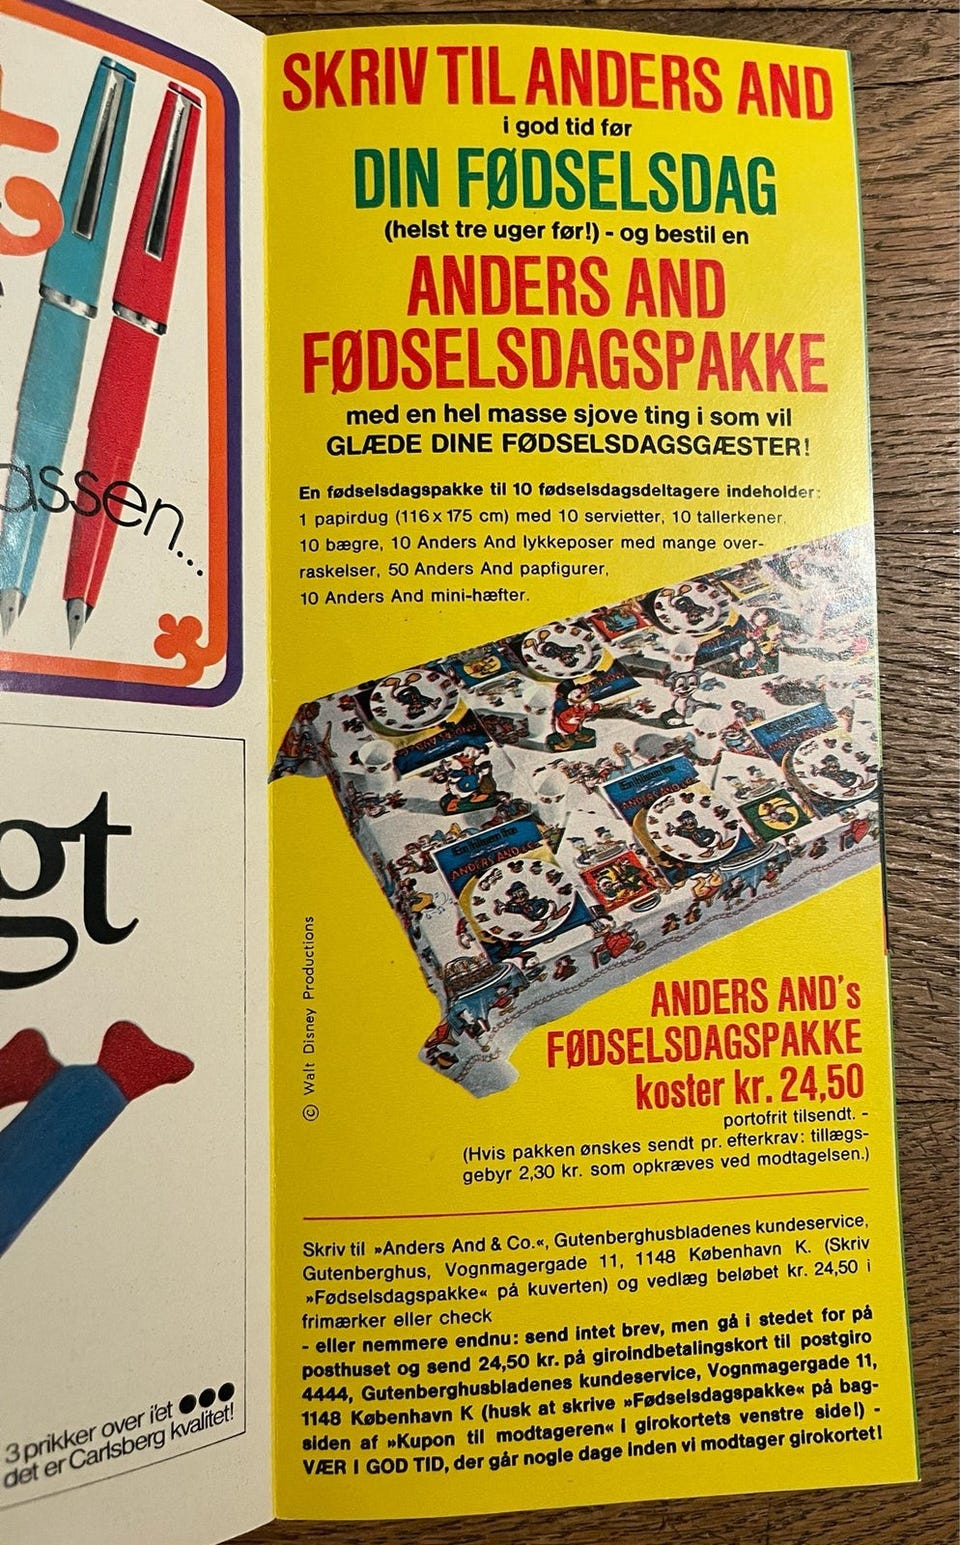 assen...
gt
3 prikker over i'et ●●●
det er Carlsberg kvalitet!
SKRIV TIL ANDERS AND
i god tid før
DIN FØDSELSDAG
(helst tre uger før!) - og bestil en
ANDERS AND
FØDSELSDAGSPAKKE
med en hel masse sjove ting i som vil
GLÆDE DINE FØDSELSDAGSGÆSTER!
En fødselsdagspakke til 10 fødselsdagsdeltagere indeholder:
1 papirdug (116 x 175 cm) med 10 servietter, 10 tallerkener,
10 bægre, 10 Anders And lykkeposer med mange over-
raskelser, 50 Anders And papfigurer,
10 Anders And mini-hæfter.
ANDERS AND & Co.
© Walt Disney Productions
ANDERS AND's
FØDSELSDAGSPAKKE
koster kr. 24,50
portofrit tilsendt. -
(Hvis pakken ønskes sendt pr. efterkrav: tillægs-
gebyr 2,30 kr. som opkræves ved modtagelsen.)
Skriv til »Anders And & Co.«, Gutenberghusbladenes kundeservice,
Gutenberghus, Vognmagergade 11, 1148 København K. (Skriv
»Fødselsdagspakke« på kuverten) og vedlæg beløbet kr. 24,50 i
frimærker eller check
- eller nemmere endnu: send intet brev, men gå i stedet for på
posthuset og send 24,50 kr. på giroindbetalingskort til postgiro
4444, Gutenberghusbladenes kundeservice, Vognmagergade 11,
1148 København K (husk at skrive »Fødselsdagspakke« på bag-
siden af »Kupon til modtageren« i girokortets venstre side!) -
VÆR I GOD TID, der går nogle dage inden vi modtager girokortet!